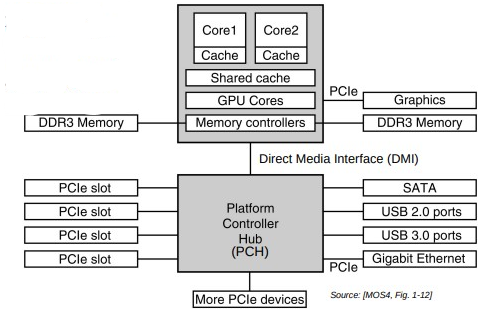 Core1 Core2
Cache Cache
Shared cache
GPU Cores
PCIe
Graphics
DDR3 Memory
Memory controllers
DDR3 Memory
Direct Media Interface (DMI)
PCIe slot
PCIe slot
PCIe slot
PCIe slot
Platform
Controller
Hub
(PCH)
SATA
USB 2.0 ports
USB 3.0 ports
Gigabit Ethernet
PCIe
More PCIe devices
Source: [MOS4, Fig. 1-12]